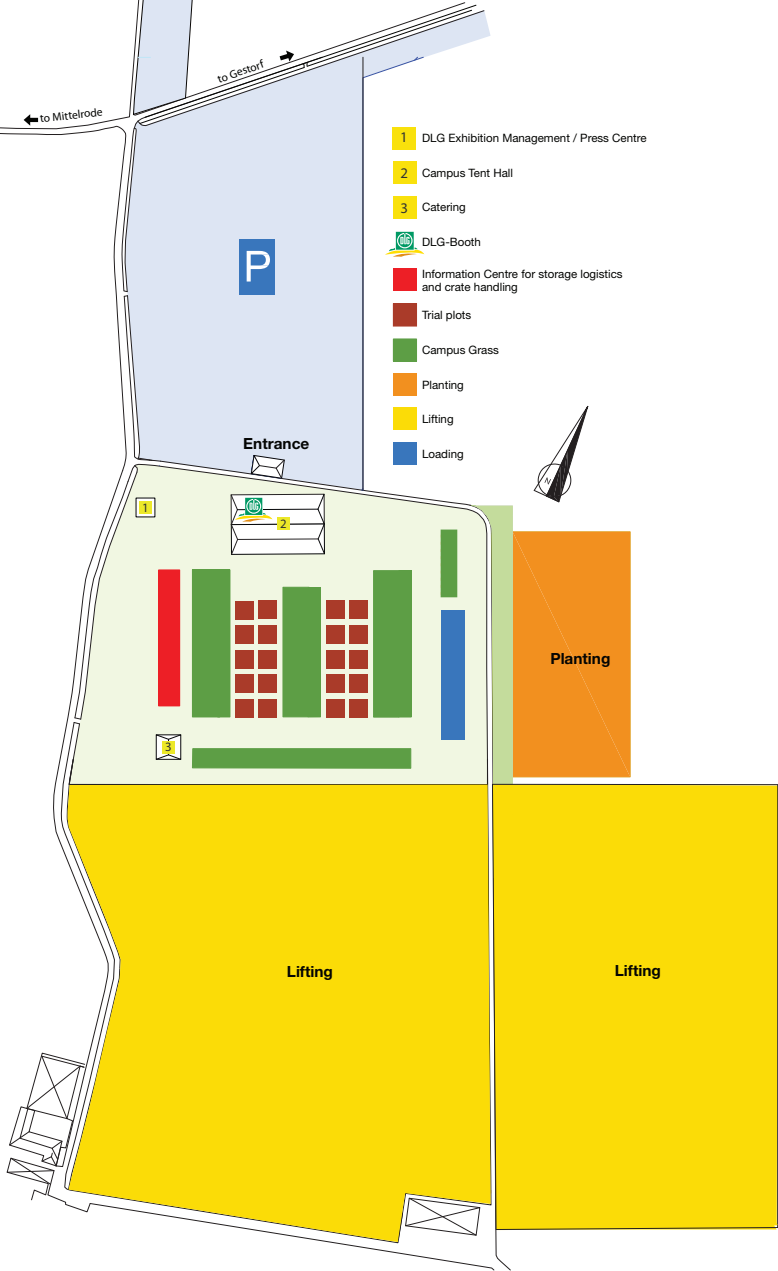 to Gestorf
to Mittelrode
1 DLG Exhibition Management / Press Centre
2 Campus Tent Hall
3 Catering
DLG DLG-Booth
Information Centre for storage logistics
and crate handling
Trial plots
Campus Grass
Planting
Lifting
Loading
P
Entrance
N
1
DLG
2
Planting
3
Lifting
Lifting